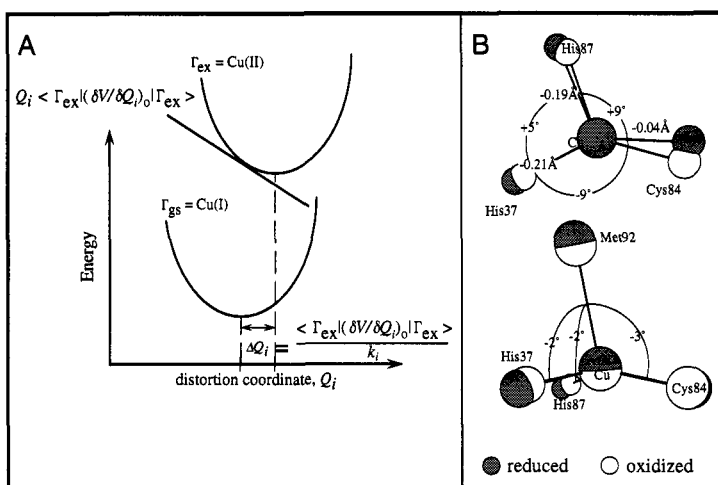 A
Γex = Cu(II)
Qi < Γex|(δV/δQi)o|Γex >
Γgs = Cu(I)
Energy
ΔQi = < Γex|(δV/δQi)o|Γex >
ki
distortion coordinate, Qi
B
His87
-0.19Å
+9°
-0.04Å
+5°
C
-0.21Å
-9°
Cys84
His37
Met92
-2°
-2°
-3°
His37
Cu
His87
Cys84
reduced
oxidized